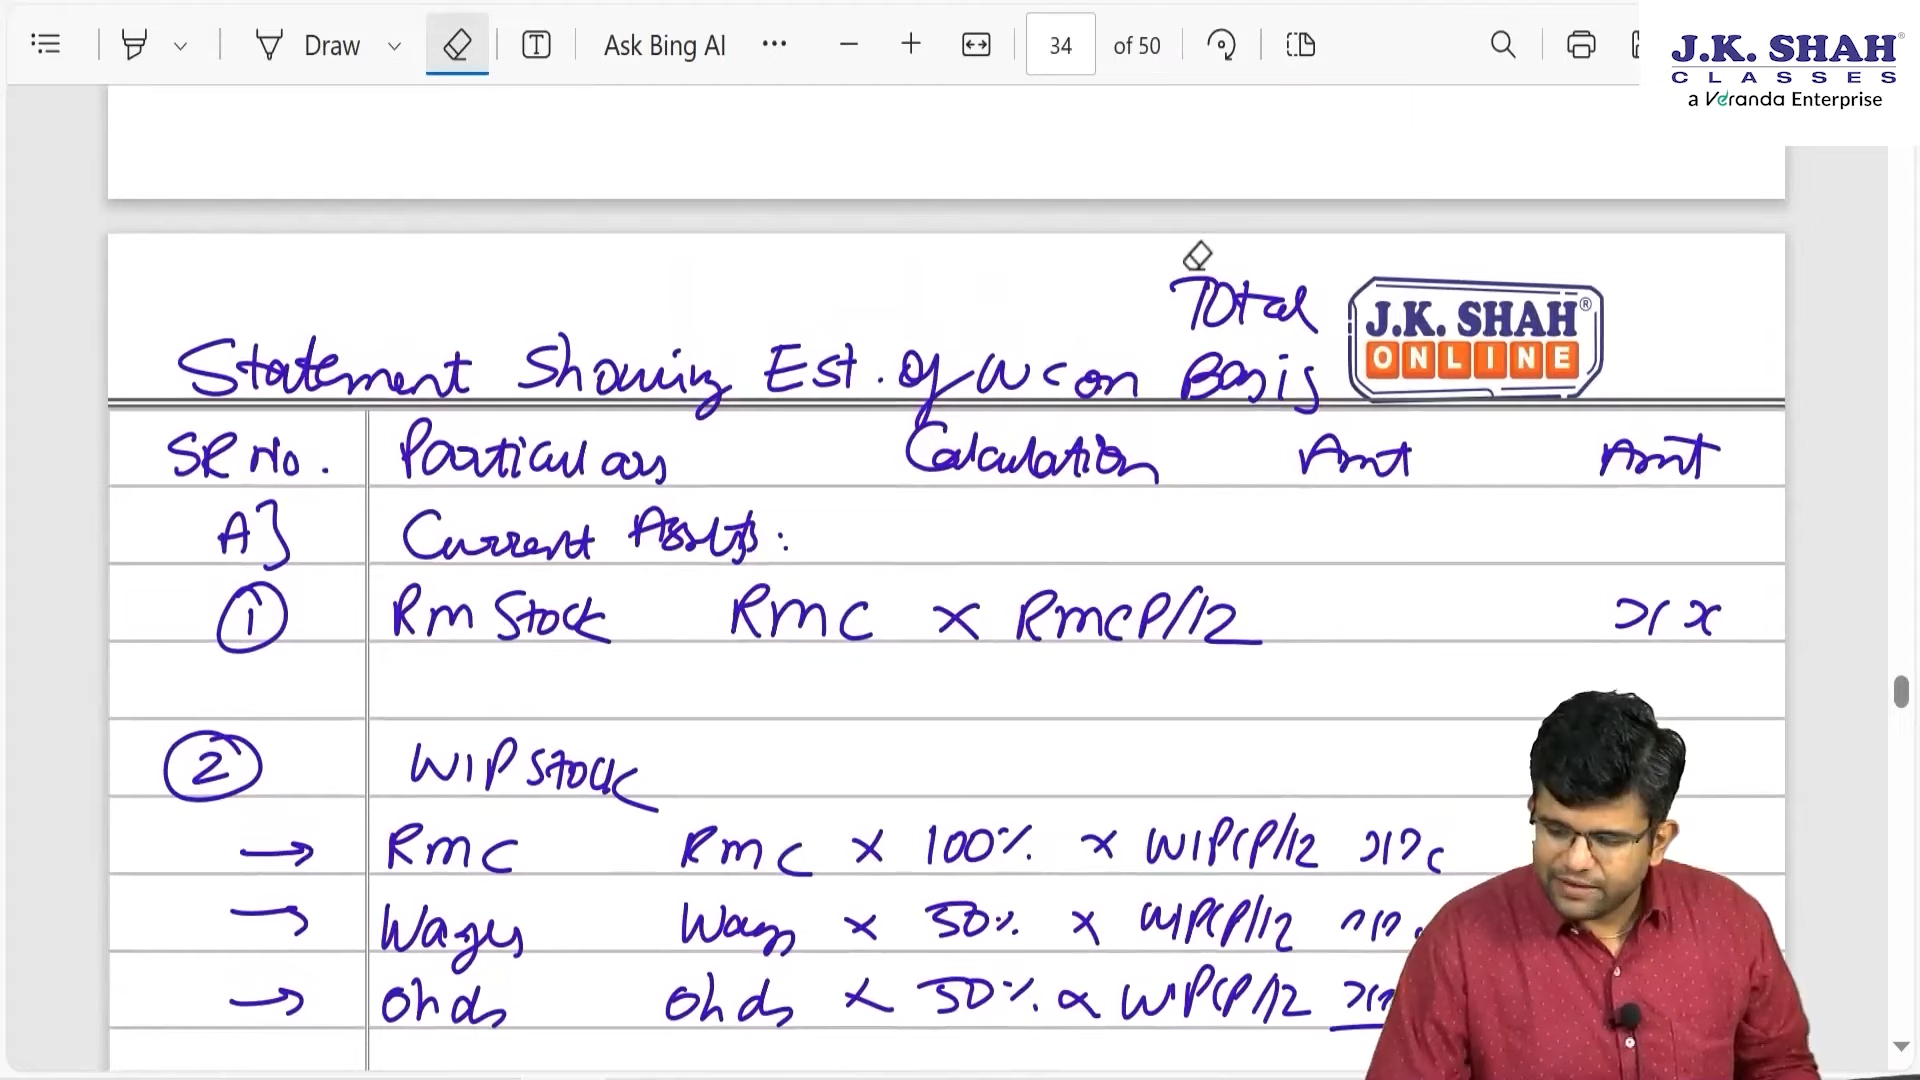 Draw
Ask Bing AI
34 of 50
J.K. SHAH®
CLASSES
a Veranda Enterprise
J.K. SHAH®
ONLINE
Statement Showing Est. of WC on Total Basis
SR No. Particulars Calculation Amt Amt
A] Current Assets:
1 Rm Stock RMC × RMCP/12 xx
2 WIP Stock
→ RMC RMC × 100% × WIPCP/12
→ Wages Wages × 50% × WIPCP/12
→ Ohds Ohds × 50% × WIPCP/12